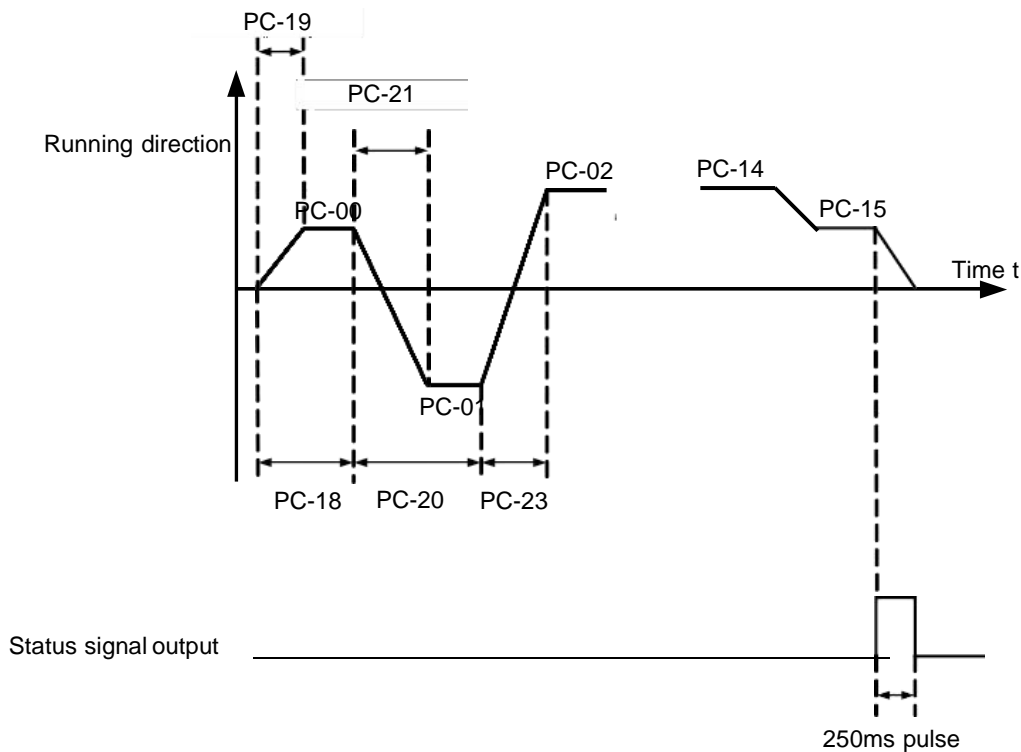 PC-19
PC-21
Running direction
PC-02
PC-14
PC-00
PC-15
Time t
PC-01
PC-18
PC-20
PC-23
Status signal output
250ms pulse